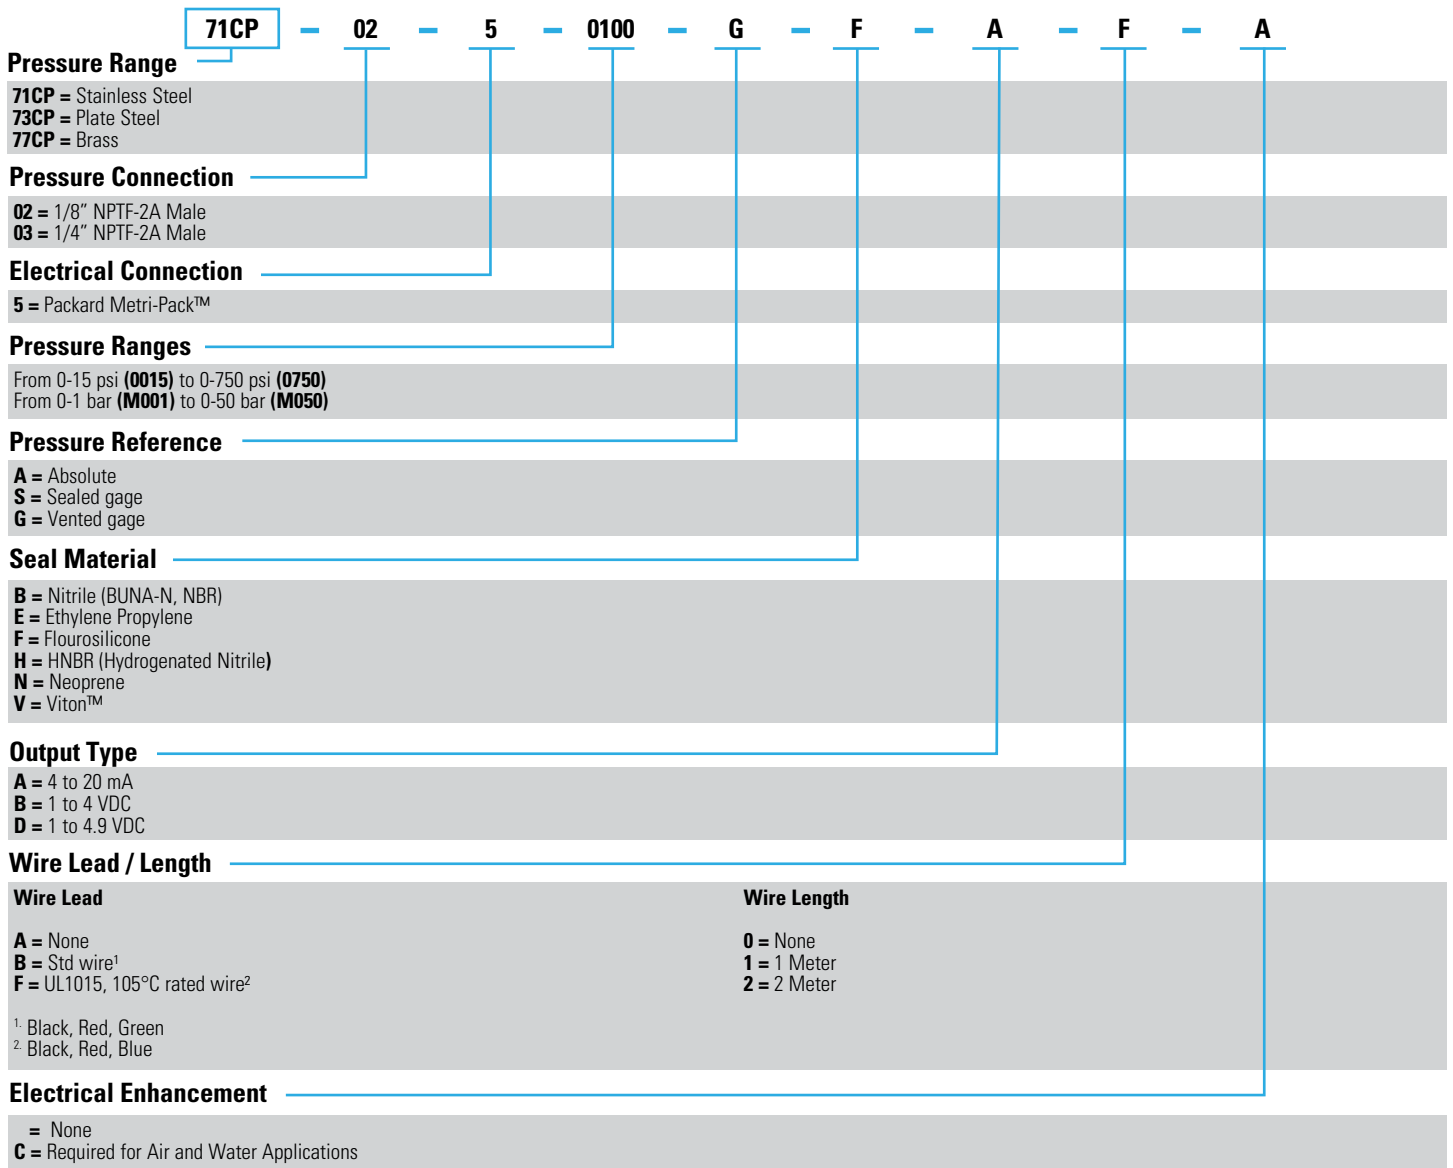 71CP – 02 – 5 – 0100 – G – F – A – F – A
Pressure Range
71CP = Stainless Steel
73CP = Plate Steel
77CP = Brass
Pressure Connection
02 = 1/8” NPTF-2A Male
03 = 1/4” NPTF-2A Male
Electrical Connection
5 = Packard Metri-Pack™
Pressure Ranges
From 0-15 psi (0015) to 0-750 psi (0750)
From 0-1 bar (M001) to 0-50 bar (M050)
Pressure Reference
A = Absolute
S = Sealed gage
G = Vented gage
Seal Material
B = Nitrile (BUNA-N, NBR)
E = Ethylene Propylene
F = Flourosilicone
H = HNBR (Hydrogenated Nitrile)
N = Neoprene
V = Viton™
Output Type
A = 4 to 20 mA
B = 1 to 4 VDC
D = 1 to 4.9 VDC
Wire Lead / Length
Wire Lead
A = None
B = Std wire¹
F = UL1015, 105°C rated wire²
1. Black, Red, Green
2. Black, Red, Blue
Wire Length
0 = None
1 = 1 Meter
2 = 2 Meter
Electrical Enhancement
= None
C = Required for Air and Water Applications